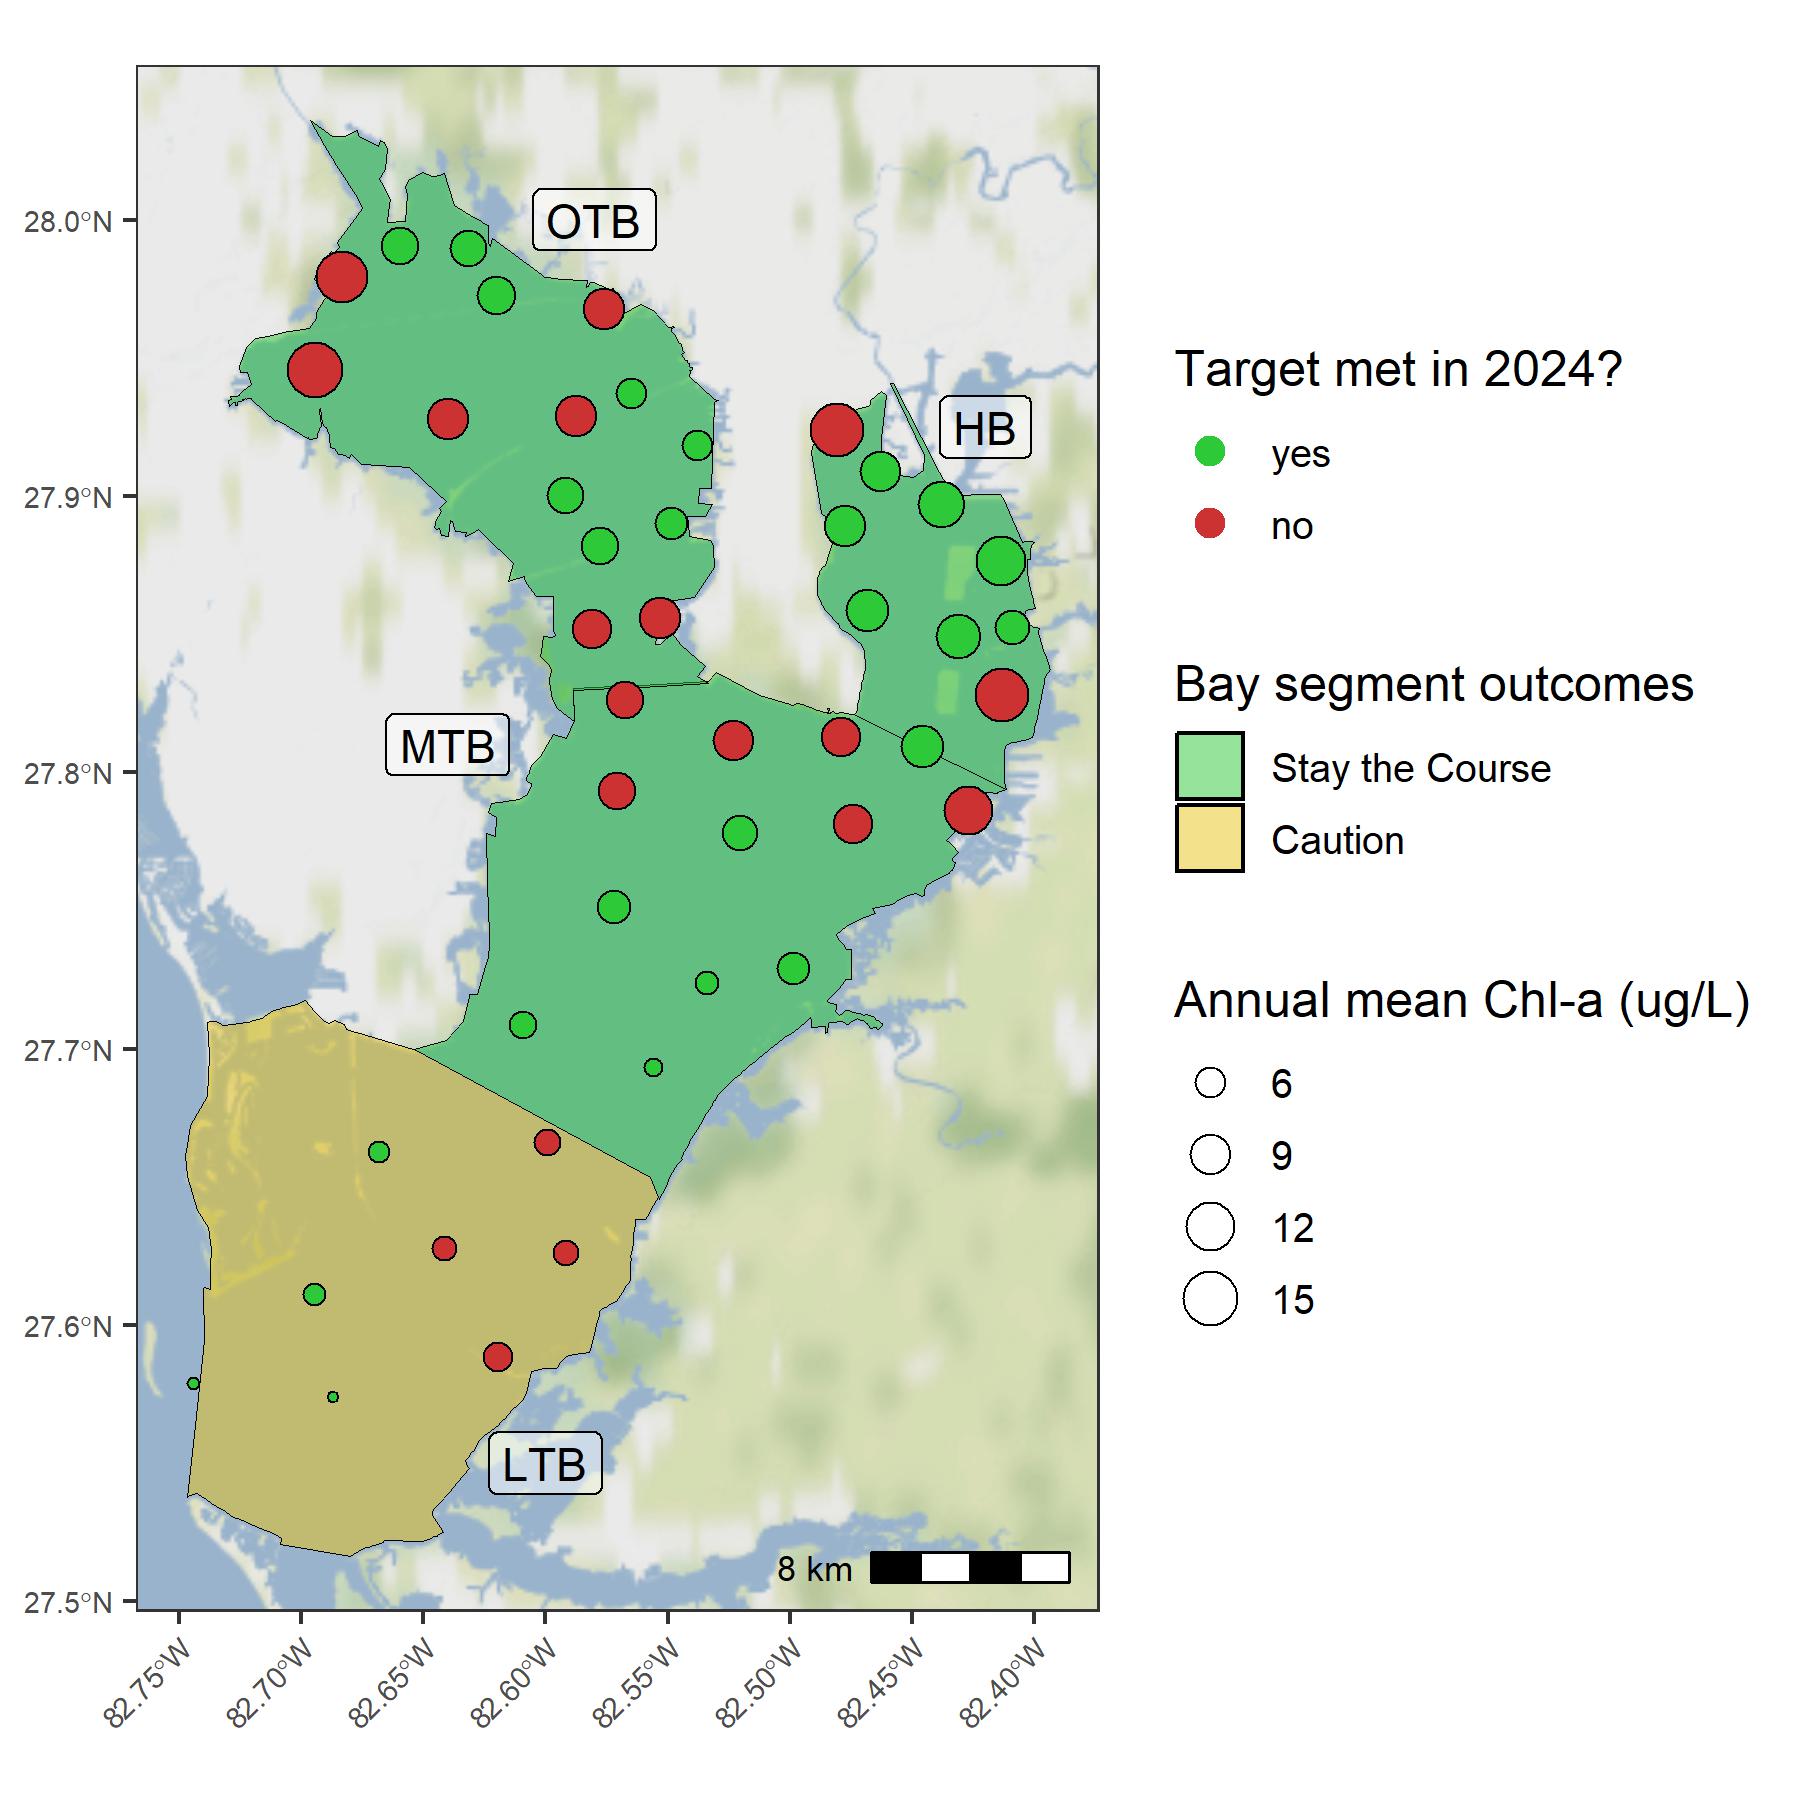 28.0°N
27.9°N
27.8°N
27.7°N
27.6°N
27.5°N
82.75°W
82.70°W
82.65°W
82.60°W
82.55°W
82.50°W
82.45°W
82.40°W
OTB
HB
MTB
LTB
8 km
Target met in 2024?
yes
no
Bay segment outcomes
Stay the Course
Caution
Annual mean Chl-a (ug/L)
6
9
12
15